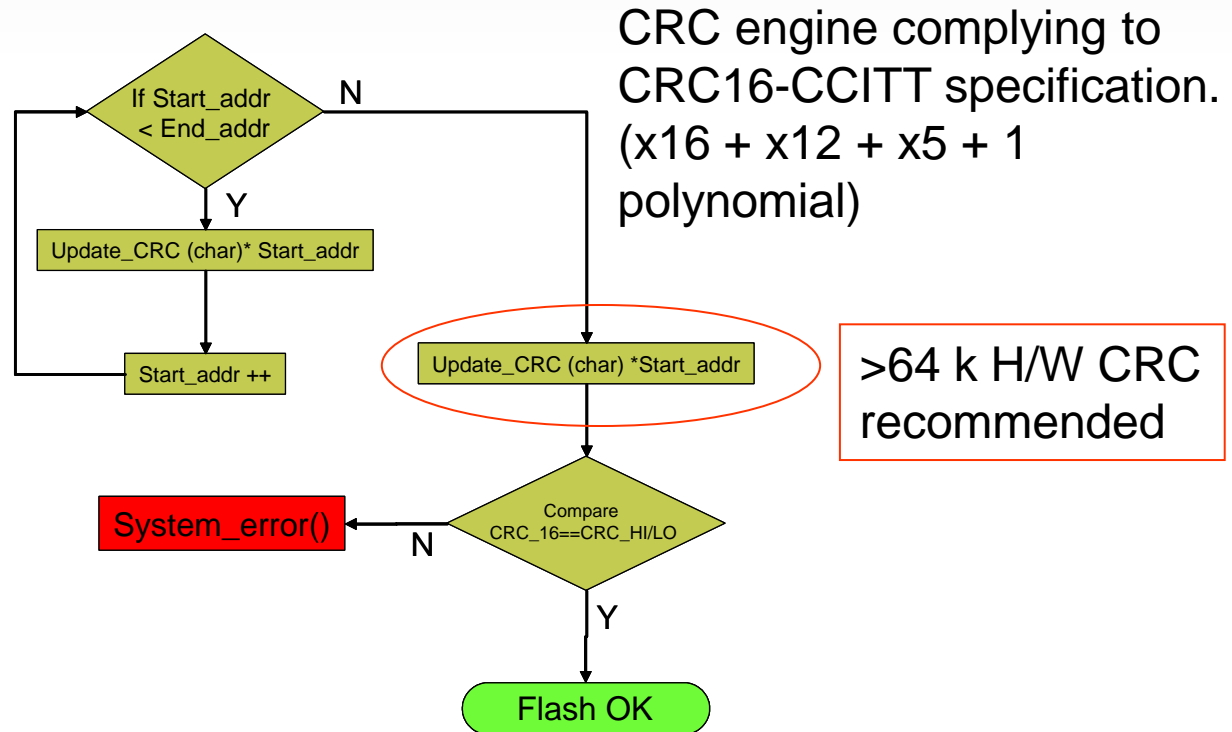 CRC engine complying to
CRC16-CCITT specification.
(x16 + x12 + x5 + 1
polynomial)
If Start_addr
< End_addr
N
Y
Update_CRC (char)* Start_addr
Start_addr ++
Update_CRC (char) *Start_addr
>64 k H/W CRC
recommended
Compare
CRC_16==CRC_HI/LO
System_error()
N
Y
Flash OK